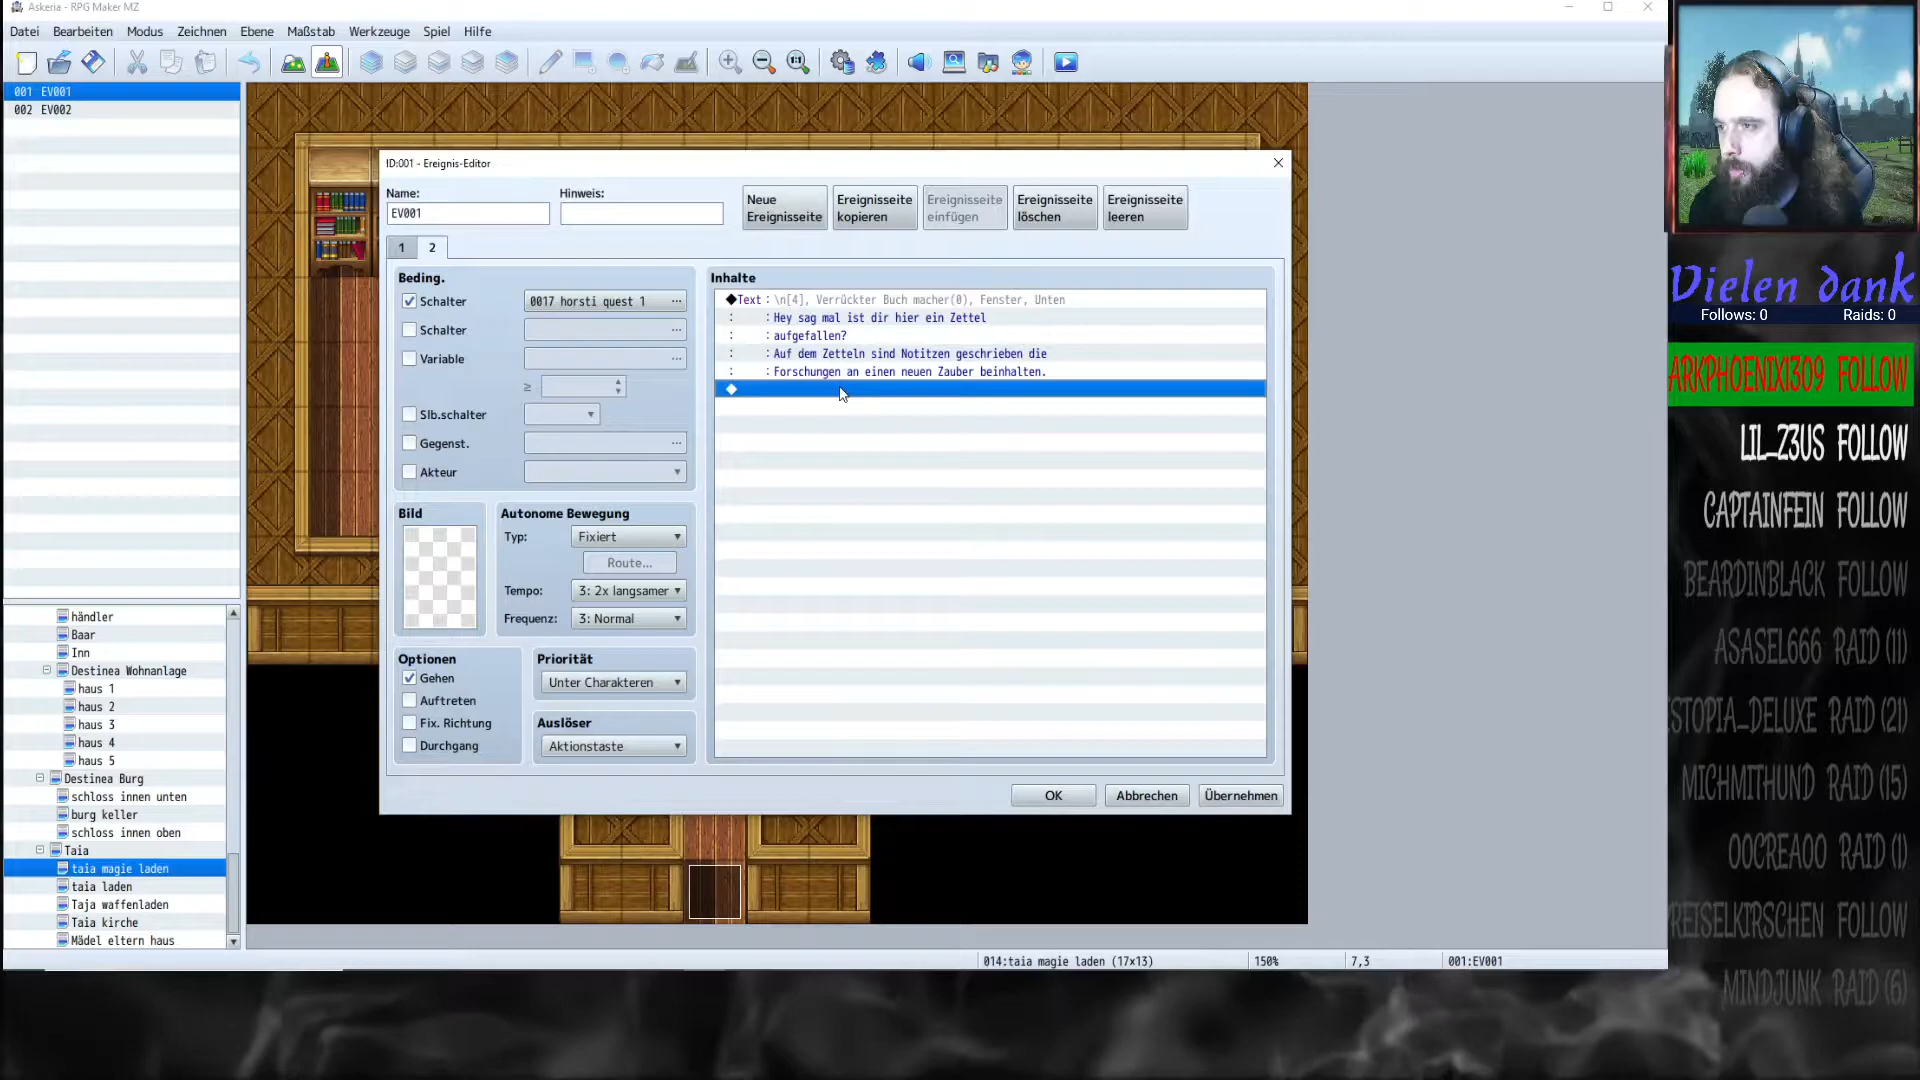 Askeria - RPG Maker MZ
Datei Bearbeiten Modus Zeichnen Ebene Maßstab Werkzeuge Spiel Hilfe
1:1
001 EV001
002 EV002
ID:001 - Ereignis-Editor
Name:
Hinweis:
EV001
Neue Ereignisseite
Ereignisseite kopieren
Ereignisseite einfügen
Ereignisseite löschen
Ereignisseite leeren
1 2
Beding.
Schalter 0017 horsti quest 1 ...
Schalter ...
Variable ...
≥
Slb.schalter
Gegenst. ...
Akteur
Bild
Autonome Bewegung
Typ: Fixiert
Route...
Tempo: 3: 2x langsamer
Frequenz: 3: Normal
Optionen
Gehen
Auftreten
Fix. Richtung
Durchgang
Priorität
Unter Charakteren
Auslöser
Aktionstaste
Inhalte
◆Text : \n[4], Verrückter Buch macher(0), Fenster, Unten
: : Hey sag mal ist dir hier ein Zettel
: : aufgefallen?
: : Auf dem Zetteln sind Notitzen geschrieben die
: : Forschungen an einen neuen Zauber beinhalten.
◆
OK Abbrechen Übernehmen
händler
Baar
Inn
Destinea Wohnanlage
haus 1
haus 2
haus 3
haus 4
haus 5
Destinea Burg
schloss innen unten
burg keller
schloss innen oben
Taia
taia magie laden
taia laden
Taja waffenladen
Taia kirche
Mädel eltern haus
014:taia magie laden (17x13) 150% 7,3 001:EV001
Vielen dank
Follows: 0 Raids: 0
ARKPHOENIX1309 FOLLOW
LIL_Z3US FOLLOW
CAPTAINFEIN FOLLOW
BEARDINBLACK FOLLOW
ASASEL666 RAID (11)
STOPIA_DELUXE RAID (21)
MICHMITHUND RAID (15)
OOCREAOO RAID (1)
REISELKIRSCHEN FOLLOW
MINDJUNK RAID (6)